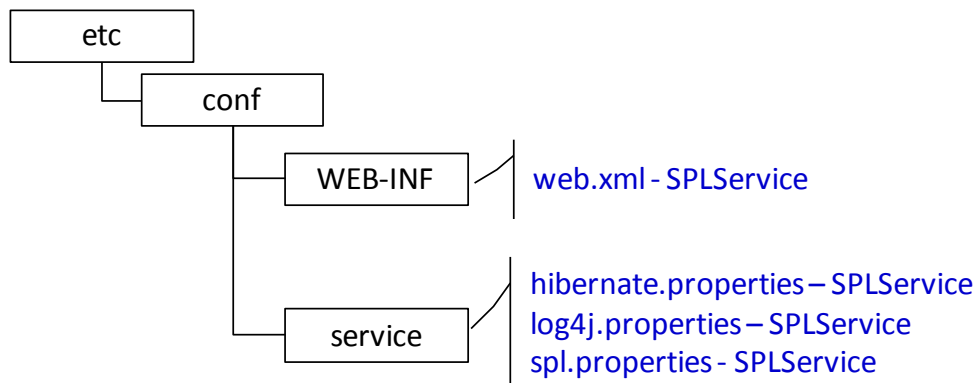 etc
conf
WEB-INF
web.xml - SPLService
hibernate.properties – SPLService
log4j.properties – SPLService
service
spl.properties - SPLService